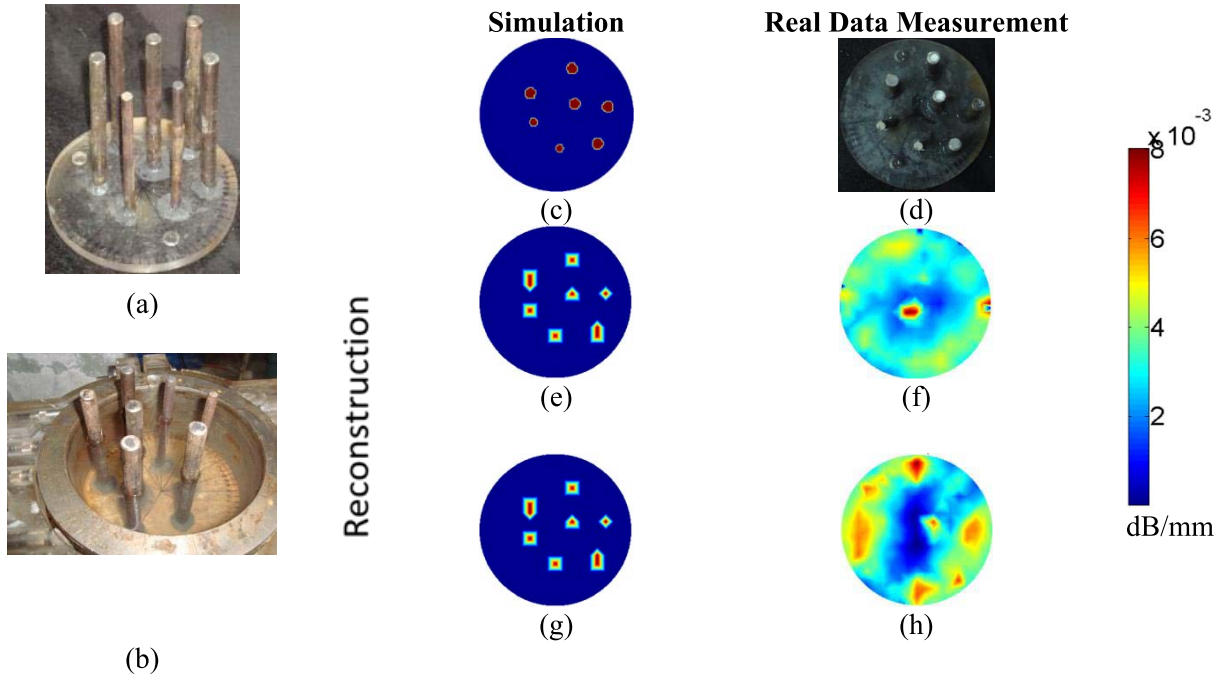 Simulation
Real Data Measurement
(a)
(b)
(c)
(d)
Reconstruction
(e)
(f)
(g)
(h)
x 10⁻³
8
6
4
2
dB/mm